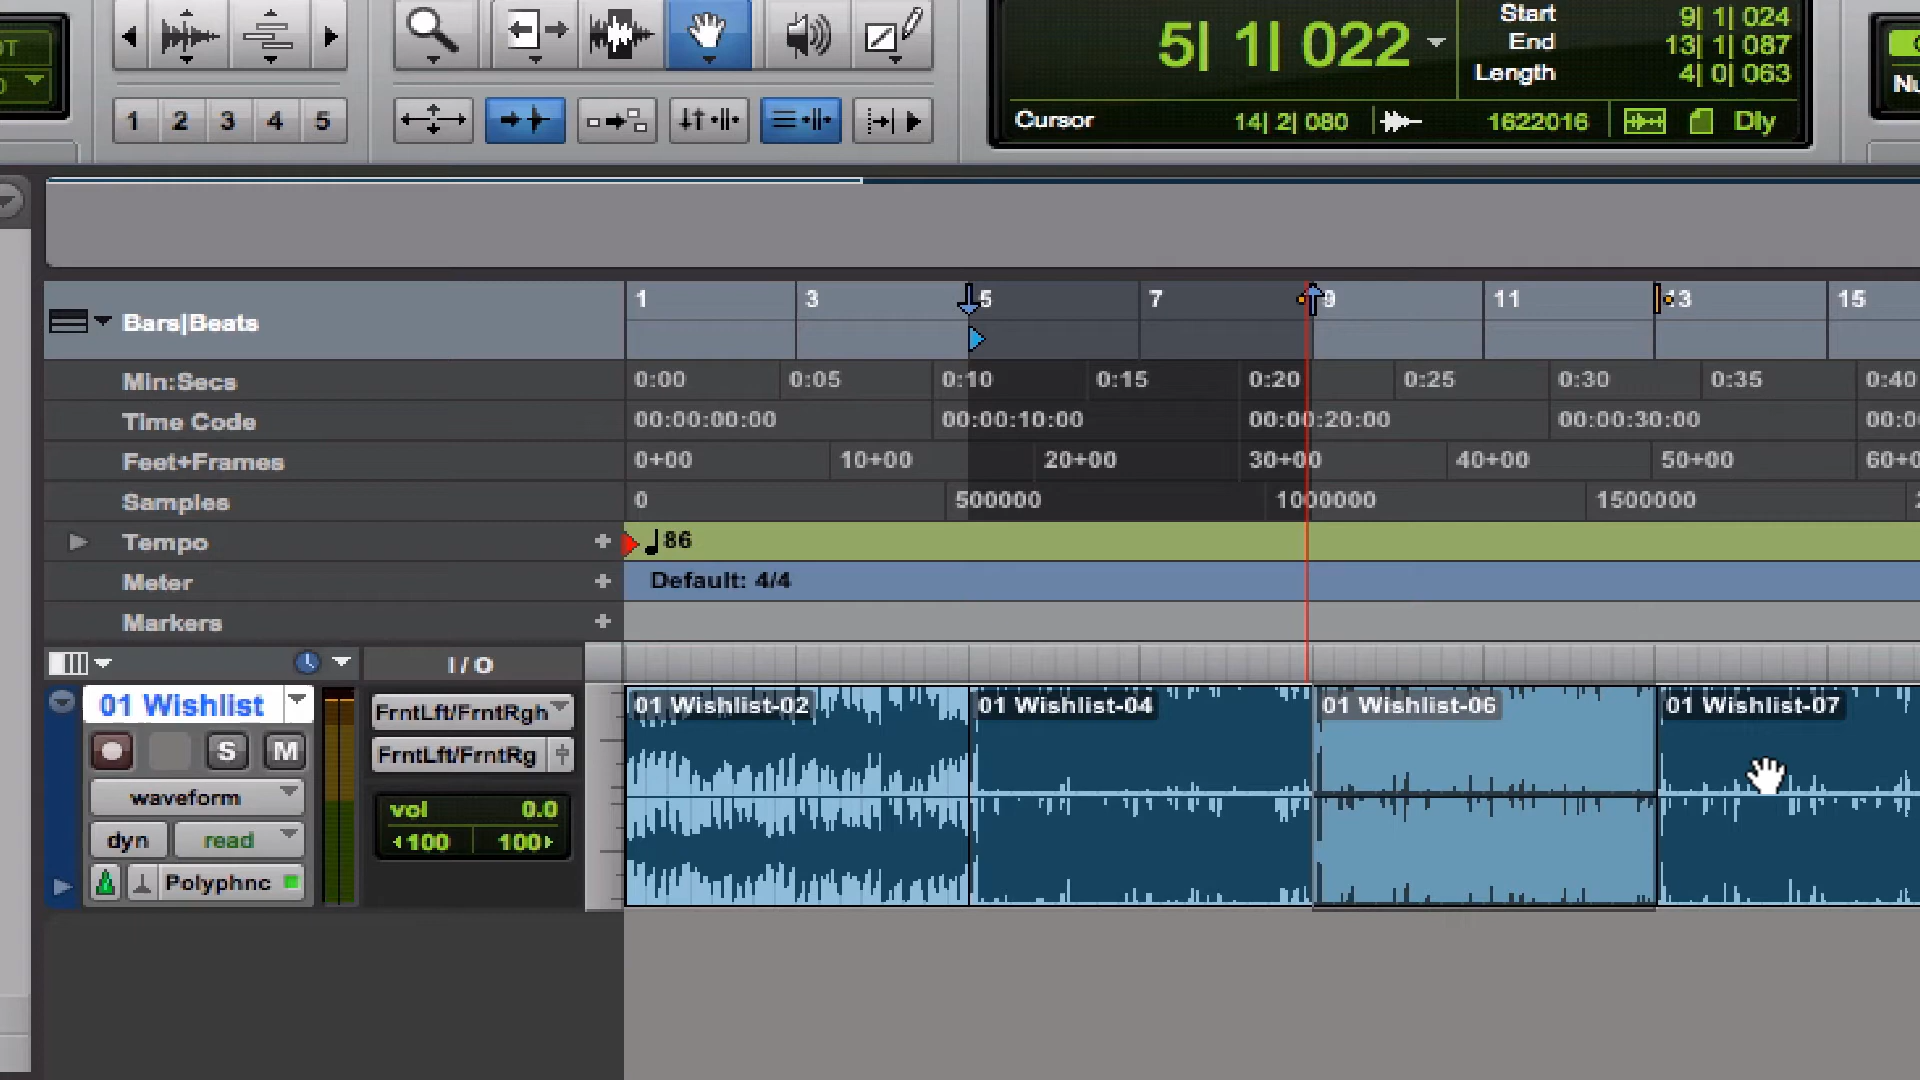 Start 9| 1| 024
5| 1| 022
End 13| 1| 087
Length 4| 0| 063
1 2 3 4 5
Cursor 14| 2| 080 1622016 Dly
Bars|Beats 1 3 5 7 9 11 13 15
Min:Secs 0:00 0:05 0:10 0:15 0:20 0:25 0:30 0:35 0:40
Time Code 00:00:00:00 00:00:10:00 00:00:20:00 00:00:30:00
Feet+Frames 0+00 10+00 20+00 30+00 40+00 50+00
Samples 0 500000 1000000 1500000
Tempo + 86
Meter + Default: 4/4
Markers +
I / O
01 Wishlist FrntLft/FrntRgh 01 Wishlist-02 01 Wishlist-04 01 Wishlist-06 01 Wishlist-07
S M FrntLft/FrntRg
waveform vol 0.0
dyn read 100 100
Polyphnc